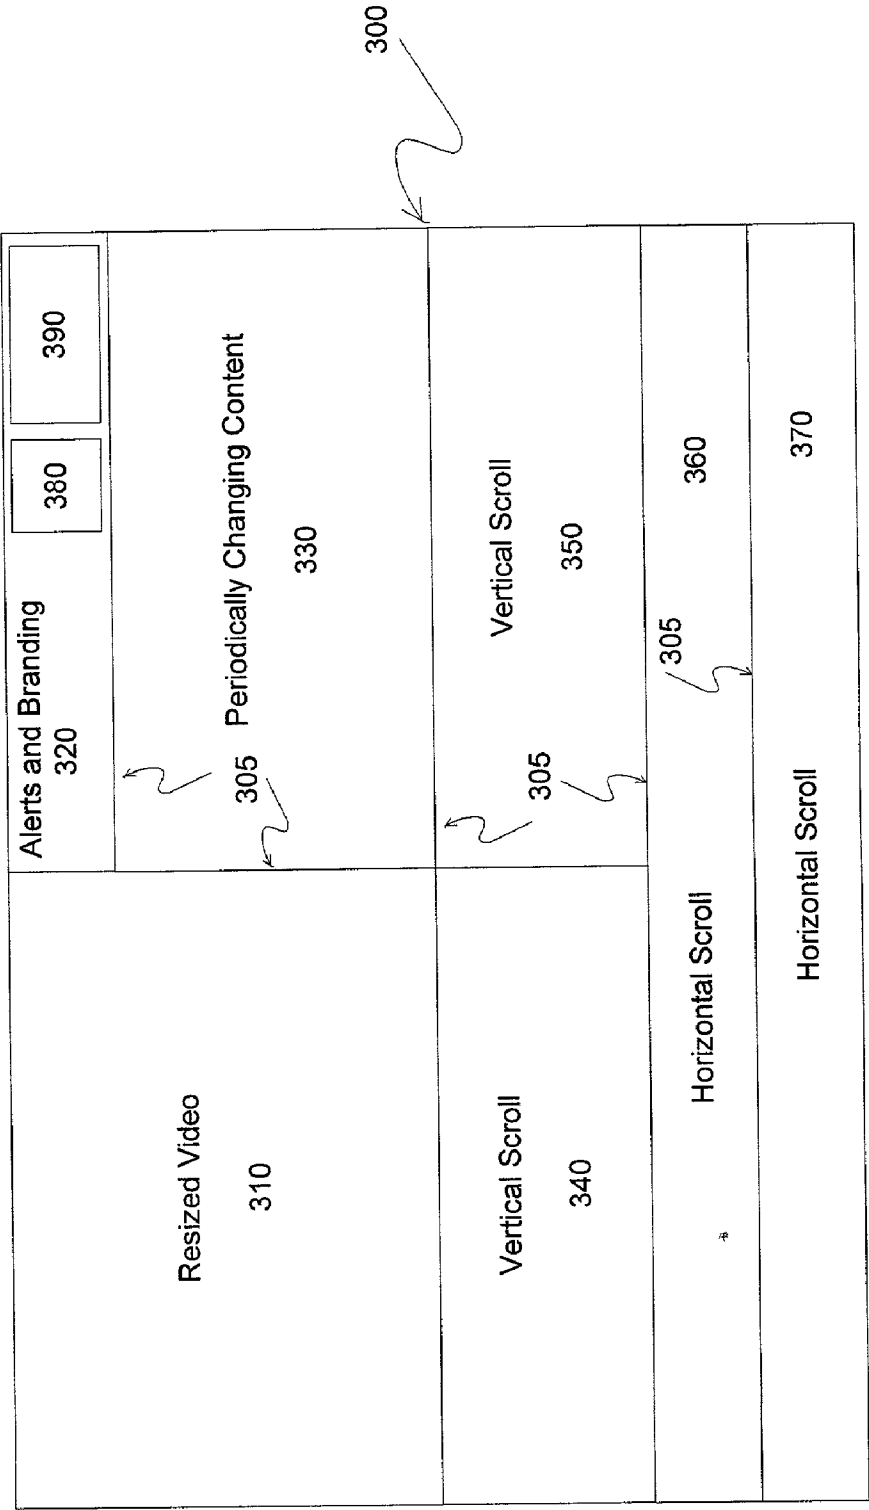 300
Alerts and Branding
320
380
390
Resized Video
310
305
Periodically Changing Content
330
Vertical Scroll
340
305
Vertical Scroll
350
305
Horizontal Scroll
360
Horizontal Scroll
370